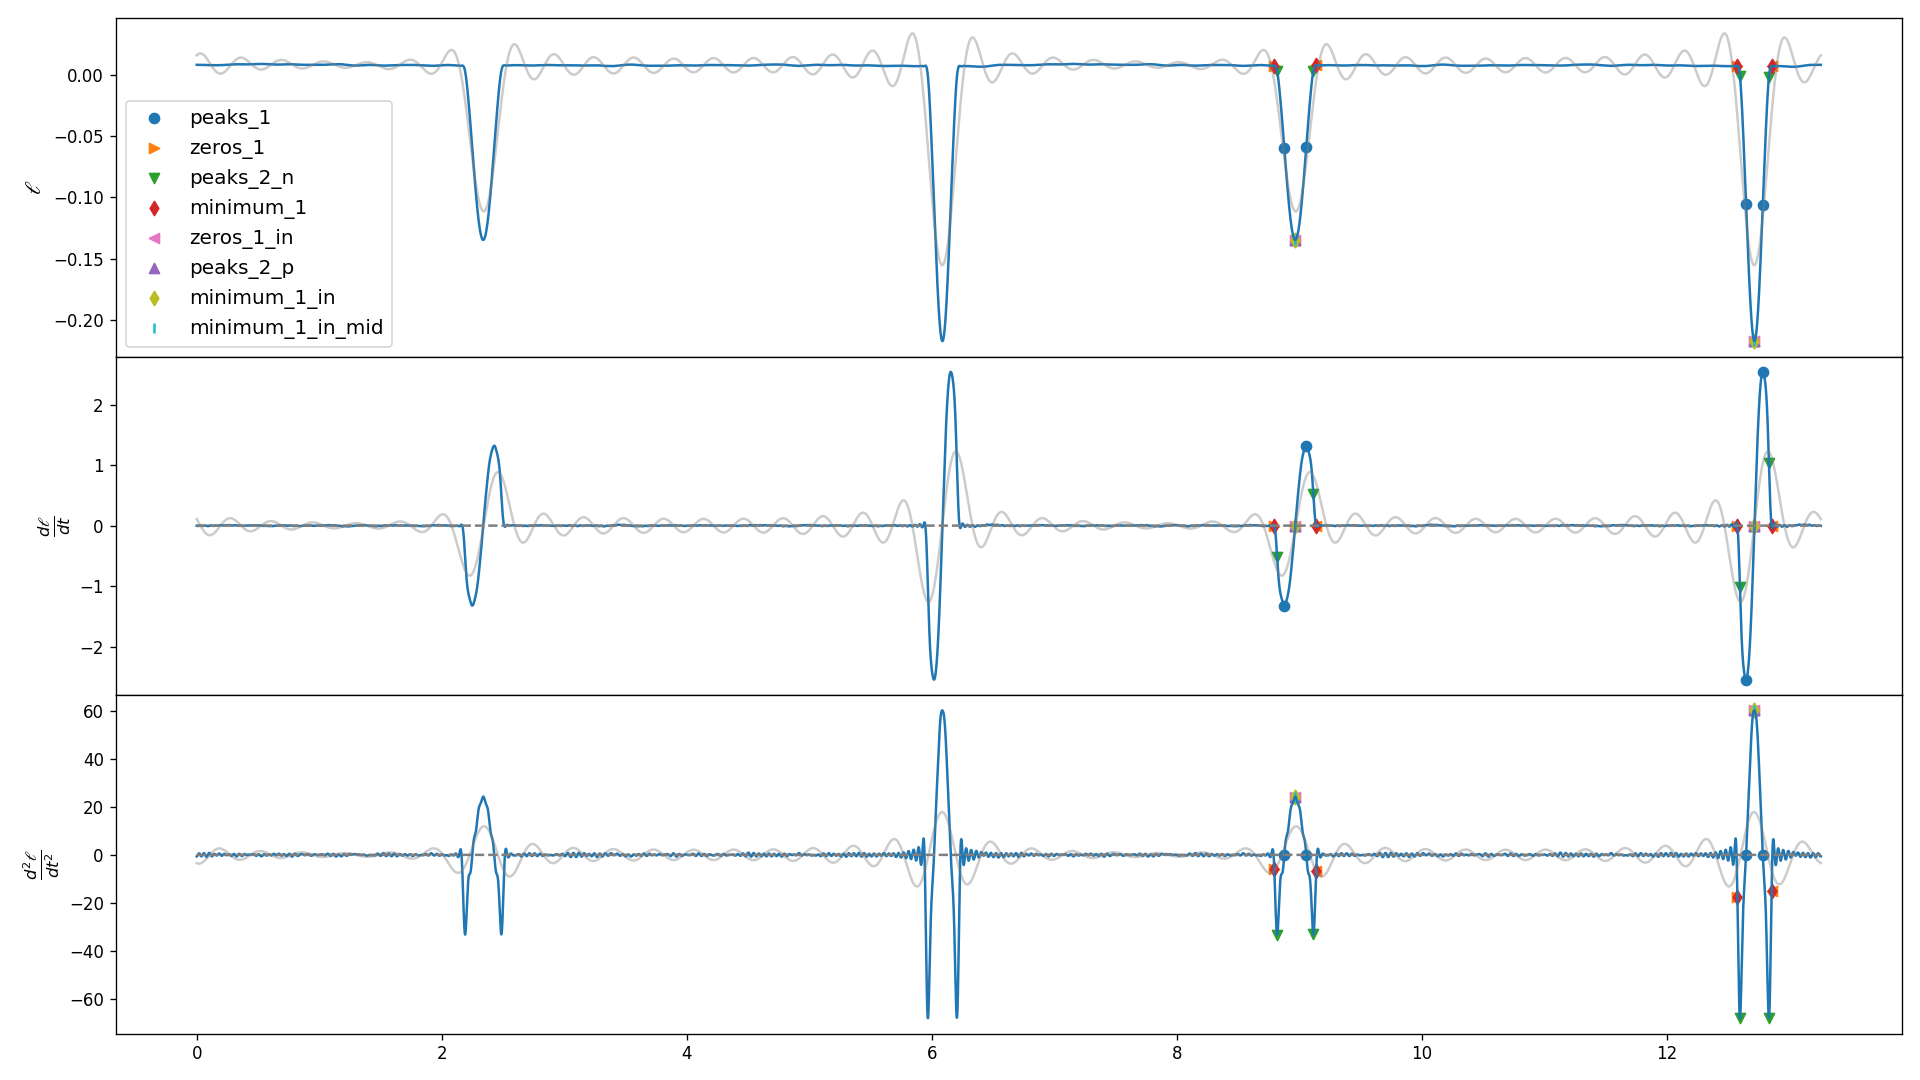 0.00
−0.05
−0.10
−0.15
−0.20
ℓ
peaks_1
zeros_1
peaks_2_n
minimum_1
zeros_1_in
peaks_2_p
minimum_1_in
minimum_1_in_mid
2
1
0
−1
−2
dℓ
dt
60
40
20
0
−20
−40
−60
d²ℓ
dt²
0 2 4 6 8 10 12